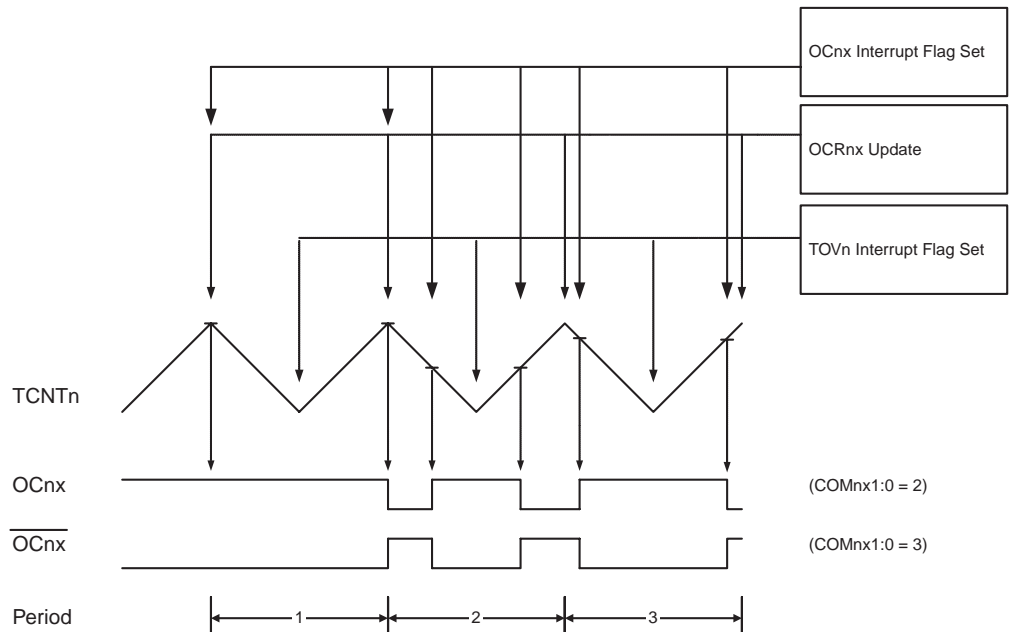 OCnx Interrupt Flag Set
OCRnx Update
TOVn Interrupt Flag Set
TCNTn
OCnx (COMnx1:0 = 2)
OCnx (COMnx1:0 = 3)
Period 1 2 3